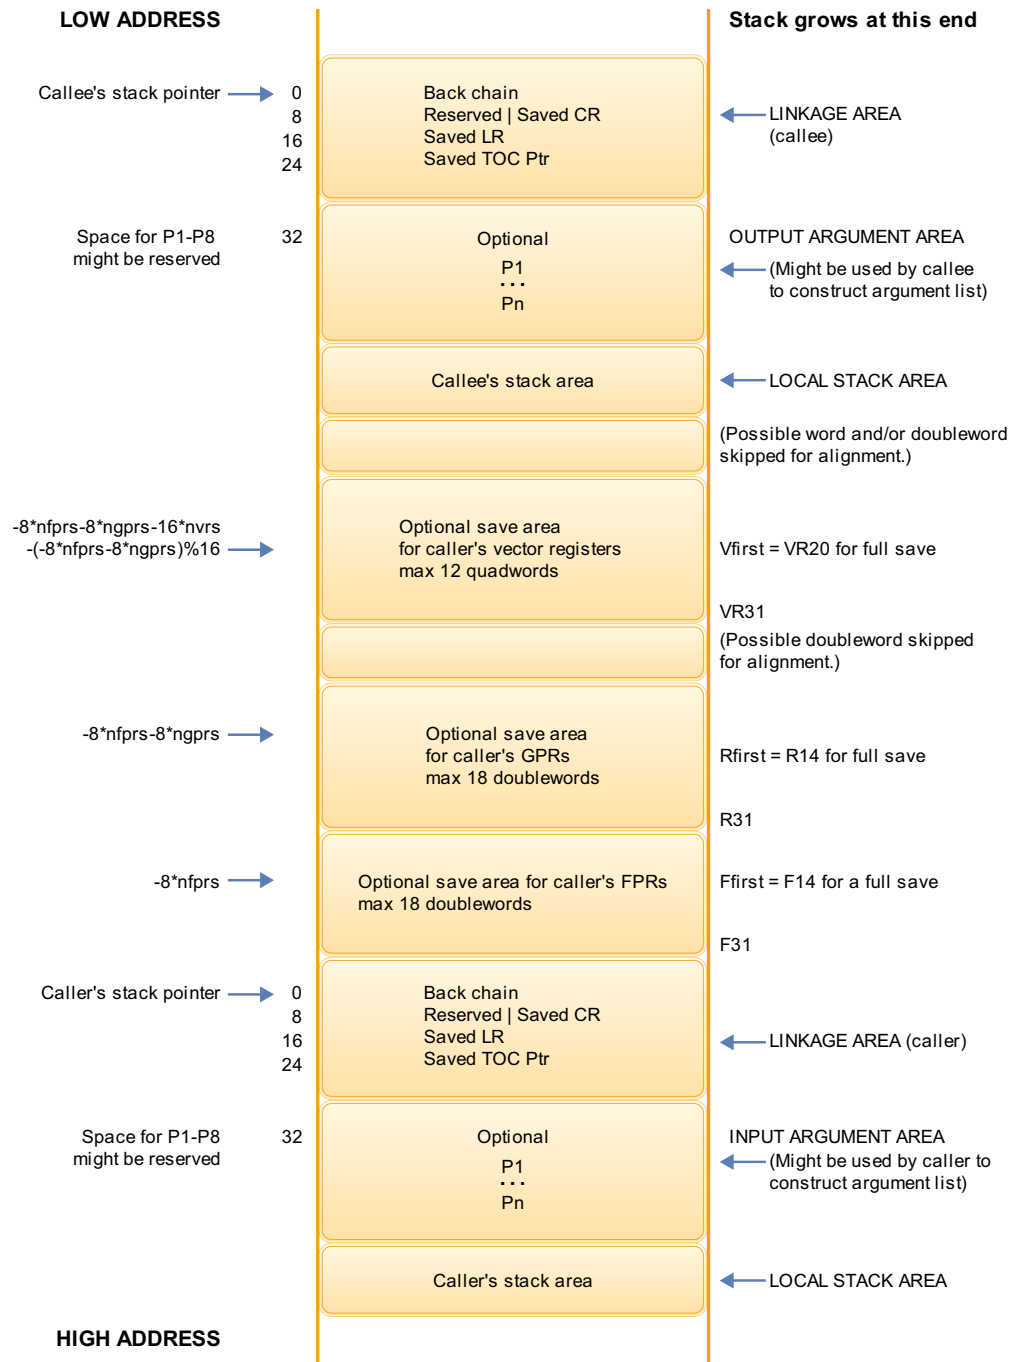 LOW ADDRESS
Stack grows at this end
Callee's stack pointer
0
8
16
24
Back chain
Reserved | Saved CR
Saved LR
Saved TOC Ptr
LINKAGE AREA
(callee)
Space for P1-P8
might be reserved
32
Optional
P1
...
Pn
OUTPUT ARGUMENT AREA
(Might be used by callee
to construct argument list)
Callee's stack area
LOCAL STACK AREA
(Possible word and/or doubleword
skipped for alignment.)
-8*nfprs-8*ngprs-16*nvrs
-(-8*nfprs-8*ngprs)%16
Optional save area
for caller's vector registers
max 12 quadwords
Vfirst = VR20 for full save
VR31
(Possible doubleword skipped
for alignment.)
-8*nfprs-8*ngprs
Optional save area
for caller's GPRs
max 18 doublewords
Rfirst = R14 for full save
R31
-8*nfprs
Optional save area for caller's FPRs
max 18 doublewords
Ffirst = F14 for a full save
F31
Caller's stack pointer
0
8
16
24
Back chain
Reserved | Saved CR
Saved LR
Saved TOC Ptr
LINKAGE AREA (caller)
Space for P1-P8
might be reserved
32
Optional
P1
...
Pn
INPUT ARGUMENT AREA
(Might be used by caller to
construct argument list)
Caller's stack area
LOCAL STACK AREA
HIGH ADDRESS